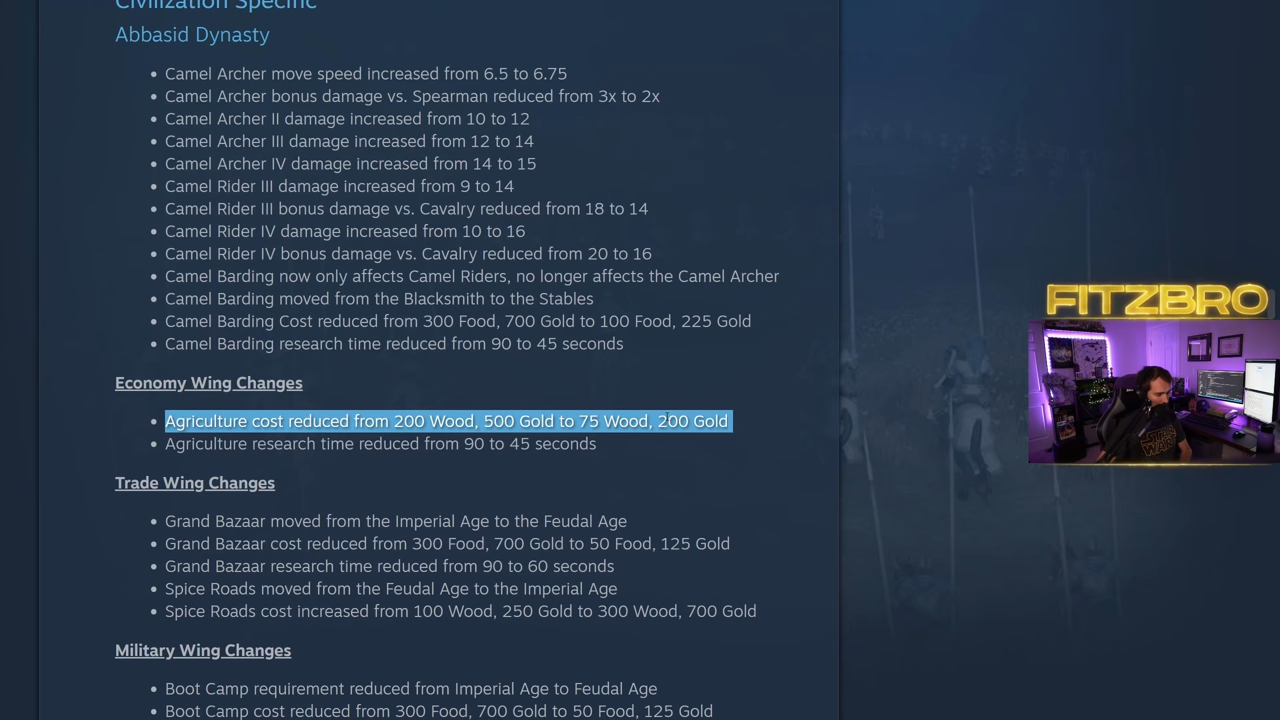 Civilization Specific
Abbasid Dynasty
Camel Archer move speed increased from 6.5 to 6.75
Camel Archer bonus damage vs. Spearman reduced from 3x to 2x
Camel Archer II damage increased from 10 to 12
Camel Archer III damage increased from 12 to 14
Camel Archer IV damage increased from 14 to 15
Camel Rider III damage increased from 9 to 14
Camel Rider III bonus damage vs. Cavalry reduced from 18 to 14
Camel Rider IV damage increased from 10 to 16
Camel Rider IV bonus damage vs. Cavalry reduced from 20 to 16
Camel Barding now only affects Camel Riders, no longer affects the Camel Archer
Camel Barding moved from the Blacksmith to the Stables
Camel Barding Cost reduced from 300 Food, 700 Gold to 100 Food, 225 Gold
Camel Barding research time reduced from 90 to 45 seconds
Economy Wing Changes
Agriculture cost reduced from 200 Wood, 500 Gold to 75 Wood, 200 Gold
Agriculture research time reduced from 90 to 45 seconds
Trade Wing Changes
Grand Bazaar moved from the Imperial Age to the Feudal Age
Grand Bazaar cost reduced from 300 Food, 700 Gold to 50 Food, 125 Gold
Grand Bazaar research time reduced from 90 to 60 seconds
Spice Roads moved from the Feudal Age to the Imperial Age
Spice Roads cost increased from 100 Wood, 250 Gold to 300 Wood, 700 Gold
Military Wing Changes
Boot Camp requirement reduced from Imperial Age to Feudal Age
Boot Camp cost reduced from 300 Food, 700 Gold to 50 Food, 125 Gold
FITZBRO
STAR WARS